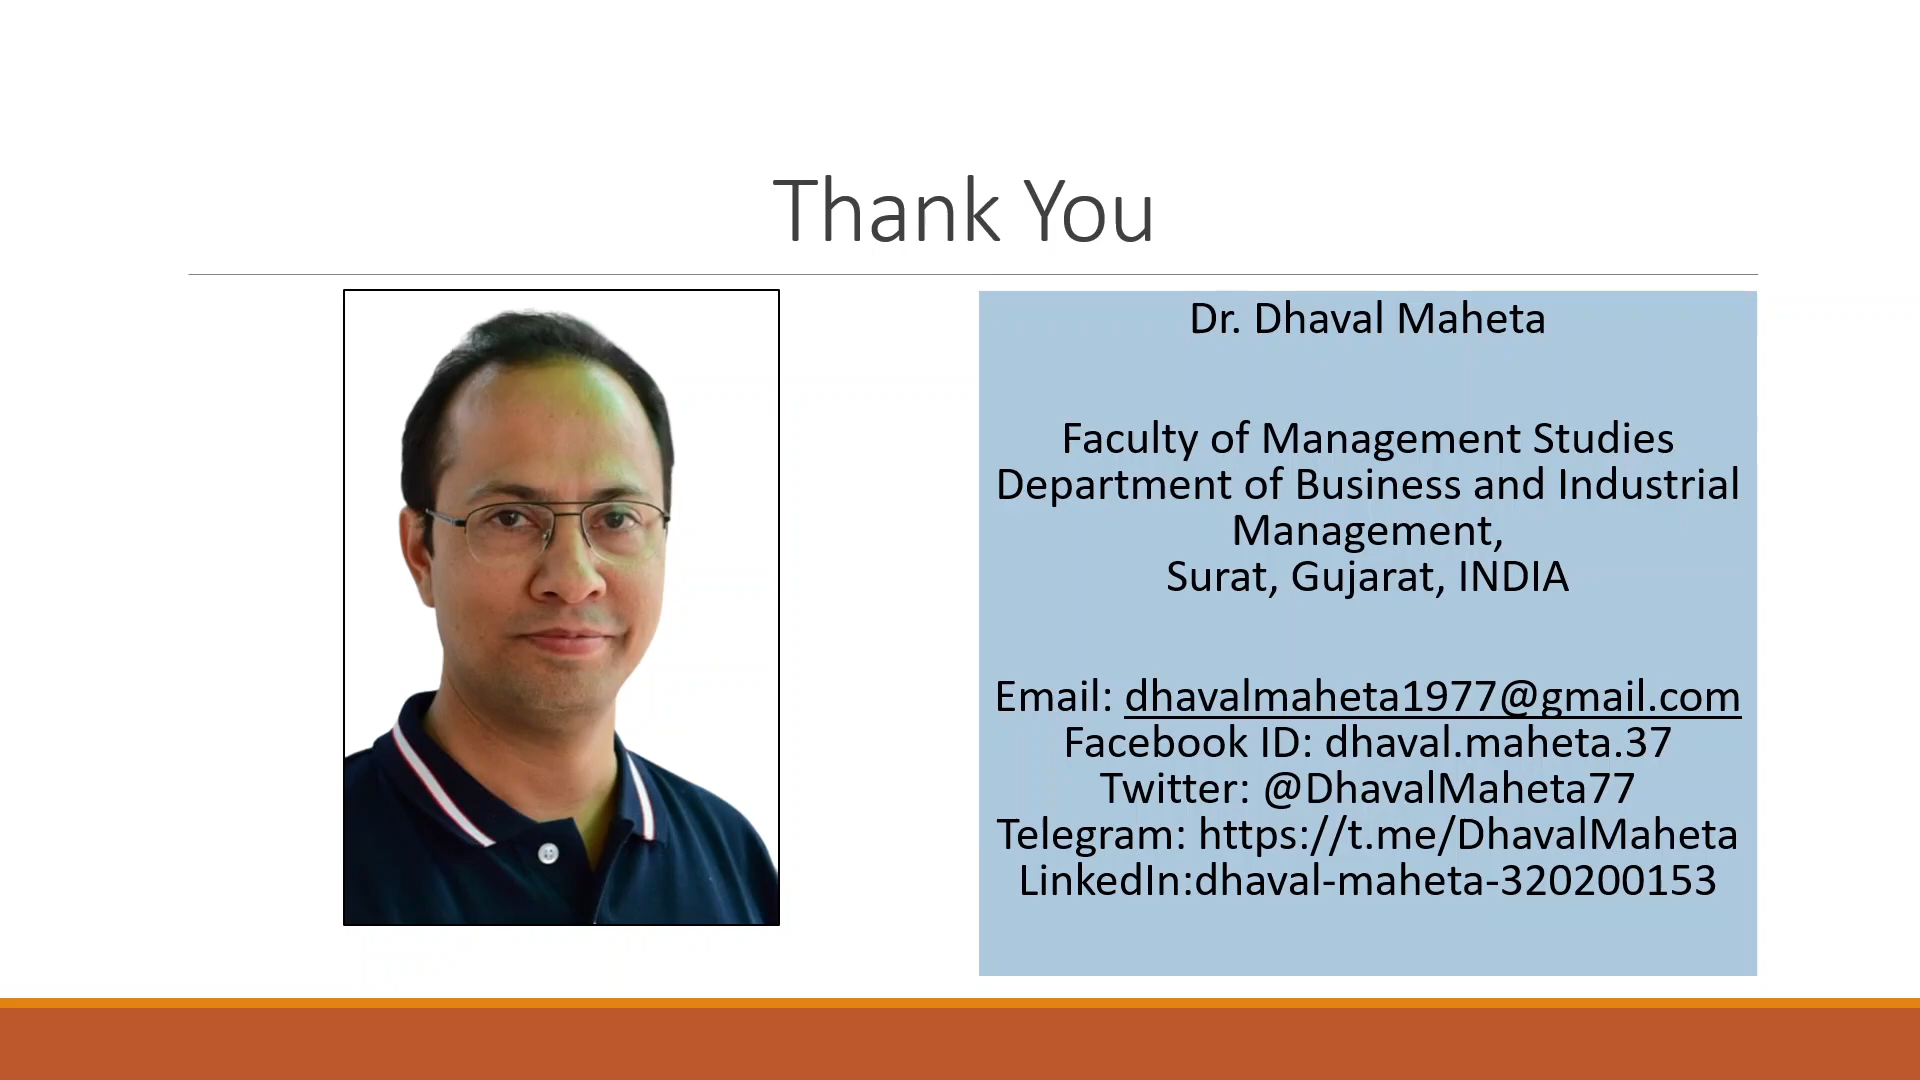 Thank You
Dr. Dhaval Maheta
Faculty of Management Studies
Department of Business and Industrial
Management,
Surat, Gujarat, INDIA
Email: dhavalmaheta1977@gmail.com
Facebook ID: dhaval.maheta.37
Twitter: @DhavalMaheta77
Telegram: https://t.me/DhavalMaheta
LinkedIn:dhaval-maheta-320200153